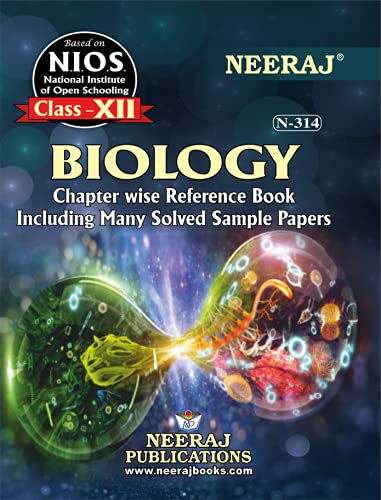 Based on
NIOS
National Institute
of Open Schooling
Class-XII
NEERAJ®
N-314
BIOLOGY
Chapter wise Reference Book
Including Many Solved Sample Papers
NEERAJ
PUBLICATIONS
www.neerajbooks.com